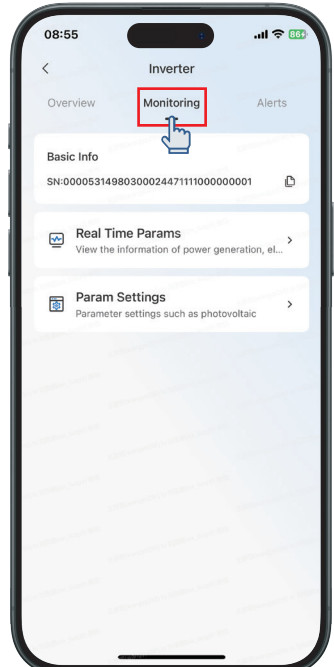 08:55
86
Inverter
Overview
Monitoring
Alerts
Basic Info
SN:00005314980300024471111000000001
Real Time Params
View the information of power generation, el...
Param Settings
Parameter settings such as photovoltaic